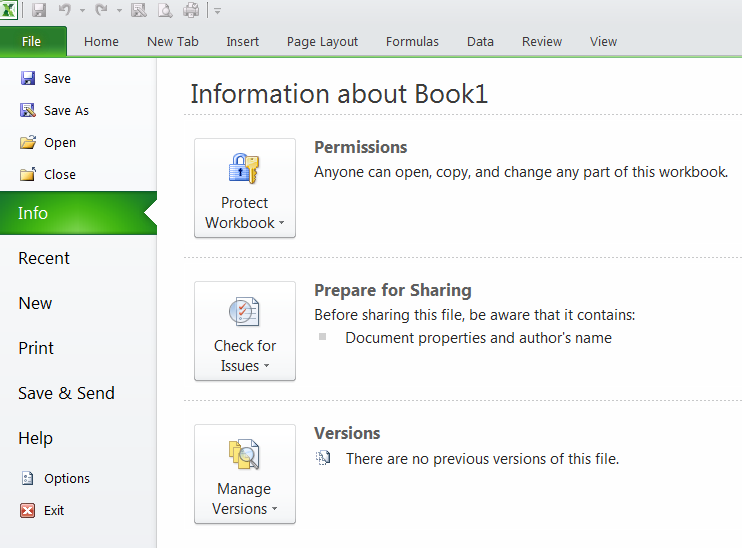 File Home New Tab Insert Page Layout Formulas Data Review View
Save
Save As
Open
Close
Info
Recent
New
Print
Save & Send
Help
Options
Exit
Information about Book1
Protect
Workbook
Permissions
Anyone can open, copy, and change any part of this workbook.
Check for
Issues
Prepare for Sharing
Before sharing this file, be aware that it contains:
Document properties and author's name
Manage
Versions
Versions
There are no previous versions of this file.